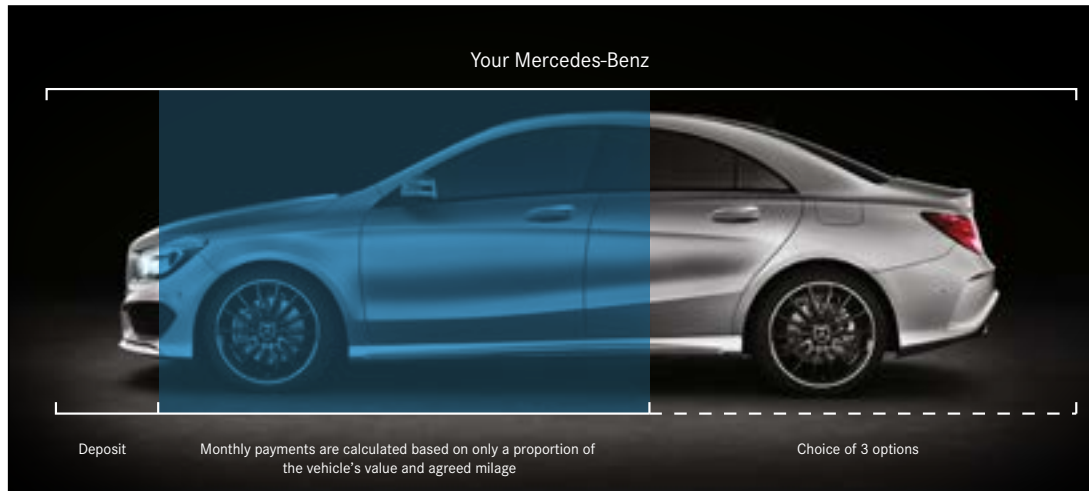 Your Mercedes-Benz
Deposit
Monthly payments are calculated based on only a proportion of
the vehicle's value and agreed milage
Choice of 3 options